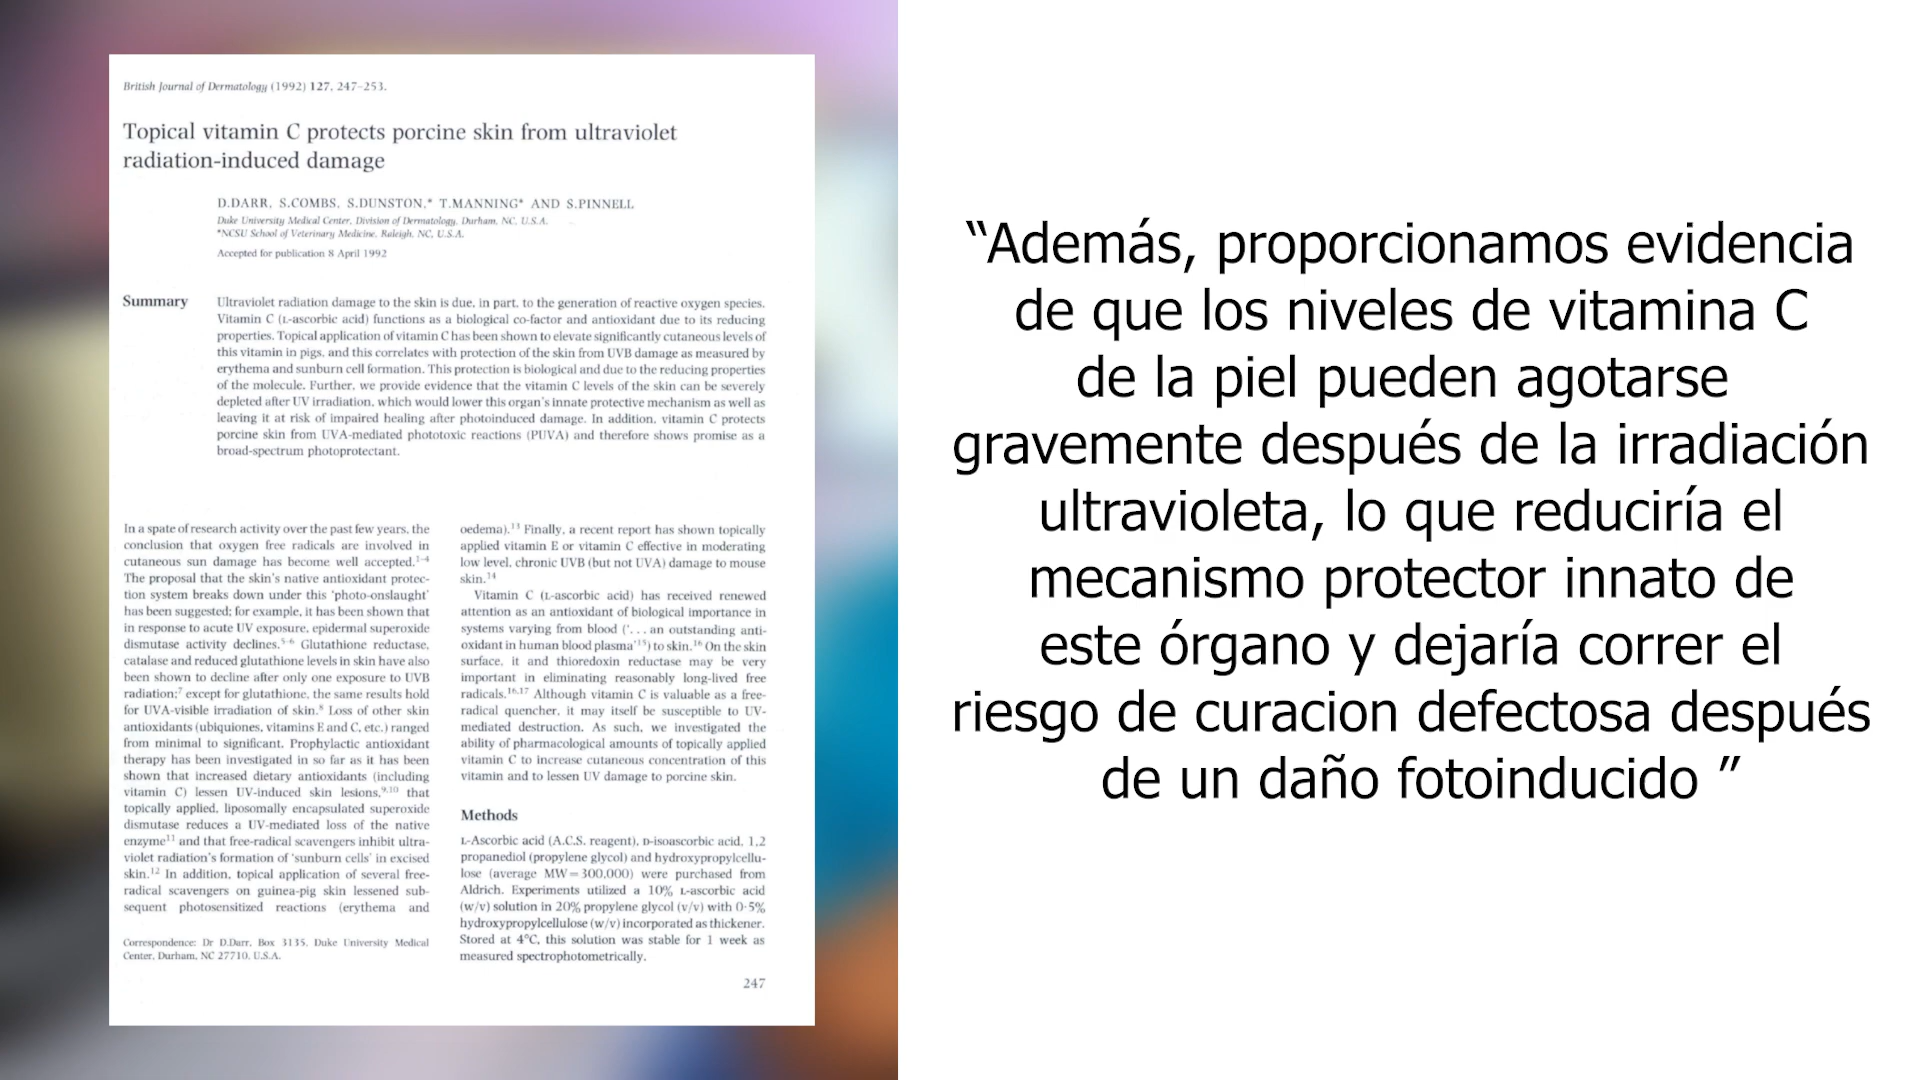 British Journal of Dermatology (1992) 127, 247–253.
Topical vitamin C protects porcine skin from ultraviolet
radiation-induced damage
D.DARR, S.COMBS, S.DUNSTON,* T.MANNING* AND S.PINNELL
Duke University Medical Center, Division of Dermatology, Durham, NC, U.S.A.
*NCSU School of Veterinary Medicine, Raleigh, NC, U.S.A.
Accepted for publication 8 April 1992
Summary
Ultraviolet radiation damage to the skin is due, in part, to the generation of reactive oxygen species.
Vitamin C (L-ascorbic acid) functions as a biological co-factor and antioxidant due to its reducing
properties. Topical application of vitamin C has been shown to elevate significantly cutaneous levels of
this vitamin in pigs, and this correlates with protection of the skin from UVB damage as measured by
erythema and sunburn cell formation. This protection is biological and due to the reducing properties
of the molecule. Further, we provide evidence that the vitamin C levels of the skin can be severely
depleted after UV irradiation, which would lower this organ's innate protective mechanism as well as
leaving it at risk of impaired healing after photoinduced damage. In addition, vitamin C protects
porcine skin from UVA-mediated phototoxic reactions (PUVA) and therefore shows promise as a
broad-spectrum photoprotectant.
In a spate of research activity over the past few years, the
conclusion that oxygen free radicals are involved in
cutaneous sun damage has become well accepted.1–4
The proposal that the skin's native antioxidant protec-
tion system breaks down under this 'photo-onslaught'
has been suggested; for example, it has been shown that
in response to acute UV exposure, epidermal superoxide
dismutase activity declines.5–6 Glutathione reductase,
catalase and reduced glutathione levels in skin have also
been shown to decline after only one exposure to UVB
radiation;7 except for glutathione, the same results hold
for UVA-visible irradiation of skin.8 Loss of other skin
antioxidants (ubiquiones, vitamins E and C, etc.) ranged
from minimal to significant. Prophylactic antioxidant
therapy has been investigated in so far as it has been
shown that increased dietary antioxidants (including
vitamin C) lessen UV-induced skin lesions,9,10 that
topically applied, liposomally encapsulated superoxide
dismutase reduces a UV-mediated loss of the native
enzyme11 and that free-radical scavengers inhibit ultra-
violet radiation's formation of 'sunburn cells' in excised
skin.12 In addition, topical application of several free-
radical scavengers on guinea-pig skin lessened sub-
sequent photosensitized reactions (erythema and
Correspondence: Dr D.Darr, Box 3135, Duke University Medical
Center, Durham, NC 27710, U.S.A.
oedema).13 Finally, a recent report has shown topically
applied vitamin E or vitamin C effective in moderating
low level, chronic UVB (but not UVA) damage to mouse
skin.14
Vitamin C (L-ascorbic acid) has received renewed
attention as an antioxidant of biological importance in
systems varying from blood ('. . . an outstanding anti-
oxidant in human blood plasma'15) to skin.16 On the skin
surface, it and thioredoxin reductase may be very
important in eliminating reasonably long-lived free
radicals.16,17 Although vitamin C is valuable as a free-
radical quencher, it may itself be susceptible to UV-
mediated destruction. As such, we investigated the
ability of pharmacological amounts of topically applied
vitamin C to increase cutaneous concentration of this
vitamin and to lessen UV damage to porcine skin.
Methods
L-Ascorbic acid (A.C.S. reagent), D-isoascorbic acid, 1,2
propanediol (propylene glycol) and hydroxypropylcellu-
lose (average MW=300,000) were purchased from
Aldrich. Experiments utilized a 10% L-ascorbic acid
(w/v) solution in 20% propylene glycol (v/v) with 0·5%
hydroxypropylcellulose (w/v) incorporated as thickener.
Stored at 4°C, this solution was stable for 1 week as
measured spectrophotometrically.
247
“Además, proporcionamos evidencia
de que los niveles de vitamina C
de la piel pueden agotarse
gravemente después de la irradiación
ultravioleta, lo que reduciría el
mecanismo protector innato de
este órgano y dejaría correr el
riesgo de curacion defectosa después
de un daño fotoinducido ”